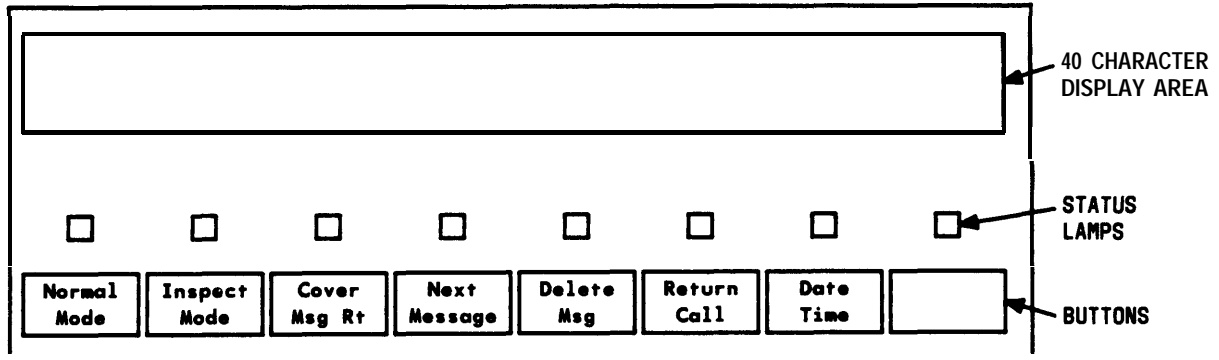 40 CHARACTER
DISPLAY AREA
STATUS
LAMPS
Normal
Mode
Inspect
Mode
Cover
Msg Rt
Next
Message
Delete
Msg
Return
Call
Date
Time
BUTTONS